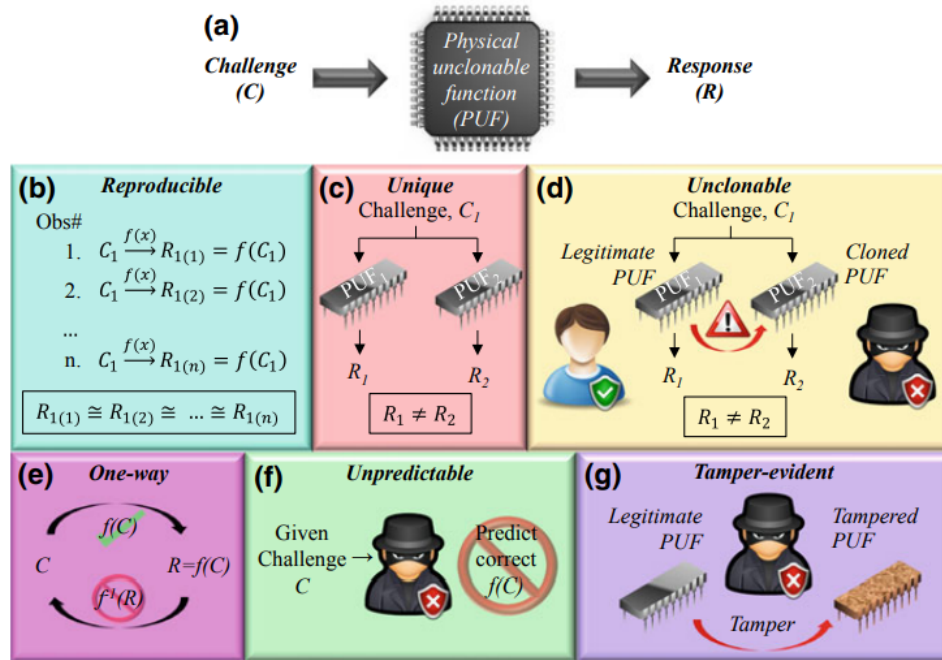 (a)
Challenge
(C)
Physical
unclonable
function
(PUF)
Response
(R)
(b) Reproducible
Obs#
1. C₁ f(x)→ R₁₍₁₎ = f(C₁)
2. C₁ f(x)→ R₁₍₂₎ = f(C₁)
...
n. C₁ f(x)→ R₁₍ₙ₎ = f(C₁)
R₁₍₁₎ ≅ R₁₍₂₎ ≅ … ≅ R₁₍ₙ₎
(c) Unique
Challenge, C₁
PUF₁ PUF₂
R₁ R₂
R₁ ≠ R₂
(d) Unclonable
Challenge, C₁
Legitimate
PUF
Cloned
PUF
PUF₁ PUF₂
!
R₁ R₂
R₁ ≠ R₂
(e) One-way
f(C)
C R=f(C)
f⁻¹(R)
(f) Unpredictable
Given
Challenge →
C
Predict
correct
f(C)
(g) Tamper-evident
Legitimate
PUF
Tampered
PUF
Tamper